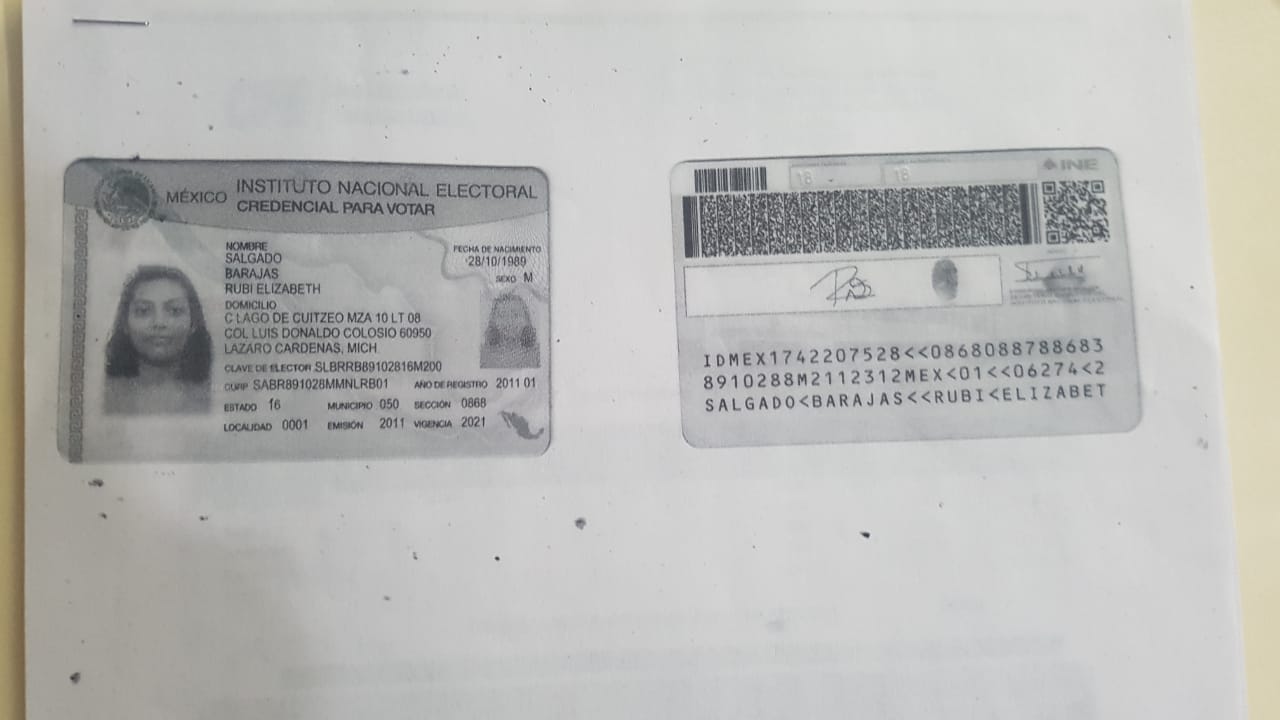 MÉXICO INSTITUTO NACIONAL ELECTORAL
CREDENCIAL PARA VOTAR
NOMBRE
SALGADO
BARAJAS
RUBI ELIZABETH
FECHA DE NACIMIENTO
28/10/1989
SEXO M
DOMICILIO
C LAGO DE CUITZEO MZA 10 LT 08
COL LUIS DONALDO COLOSIO 60950
LAZARO CARDENAS, MICH.
CLAVE DE ELECTOR SLBRRB89102816M200
CURP SABR891028MMNLRB01 AÑO DE REGISTRO 2011 01
ESTADO 16 MUNICIPIO 050 SECCIÓN 0868
LOCALIDAD 0001 EMISIÓN 2011 VIGENCIA 2021
18 18 INE
IDMEX1742207528<<0868088788683
8910288M2112312MEX<01<<06274<2
SALGADO<BARAJAS<<RUBI<ELIZABET